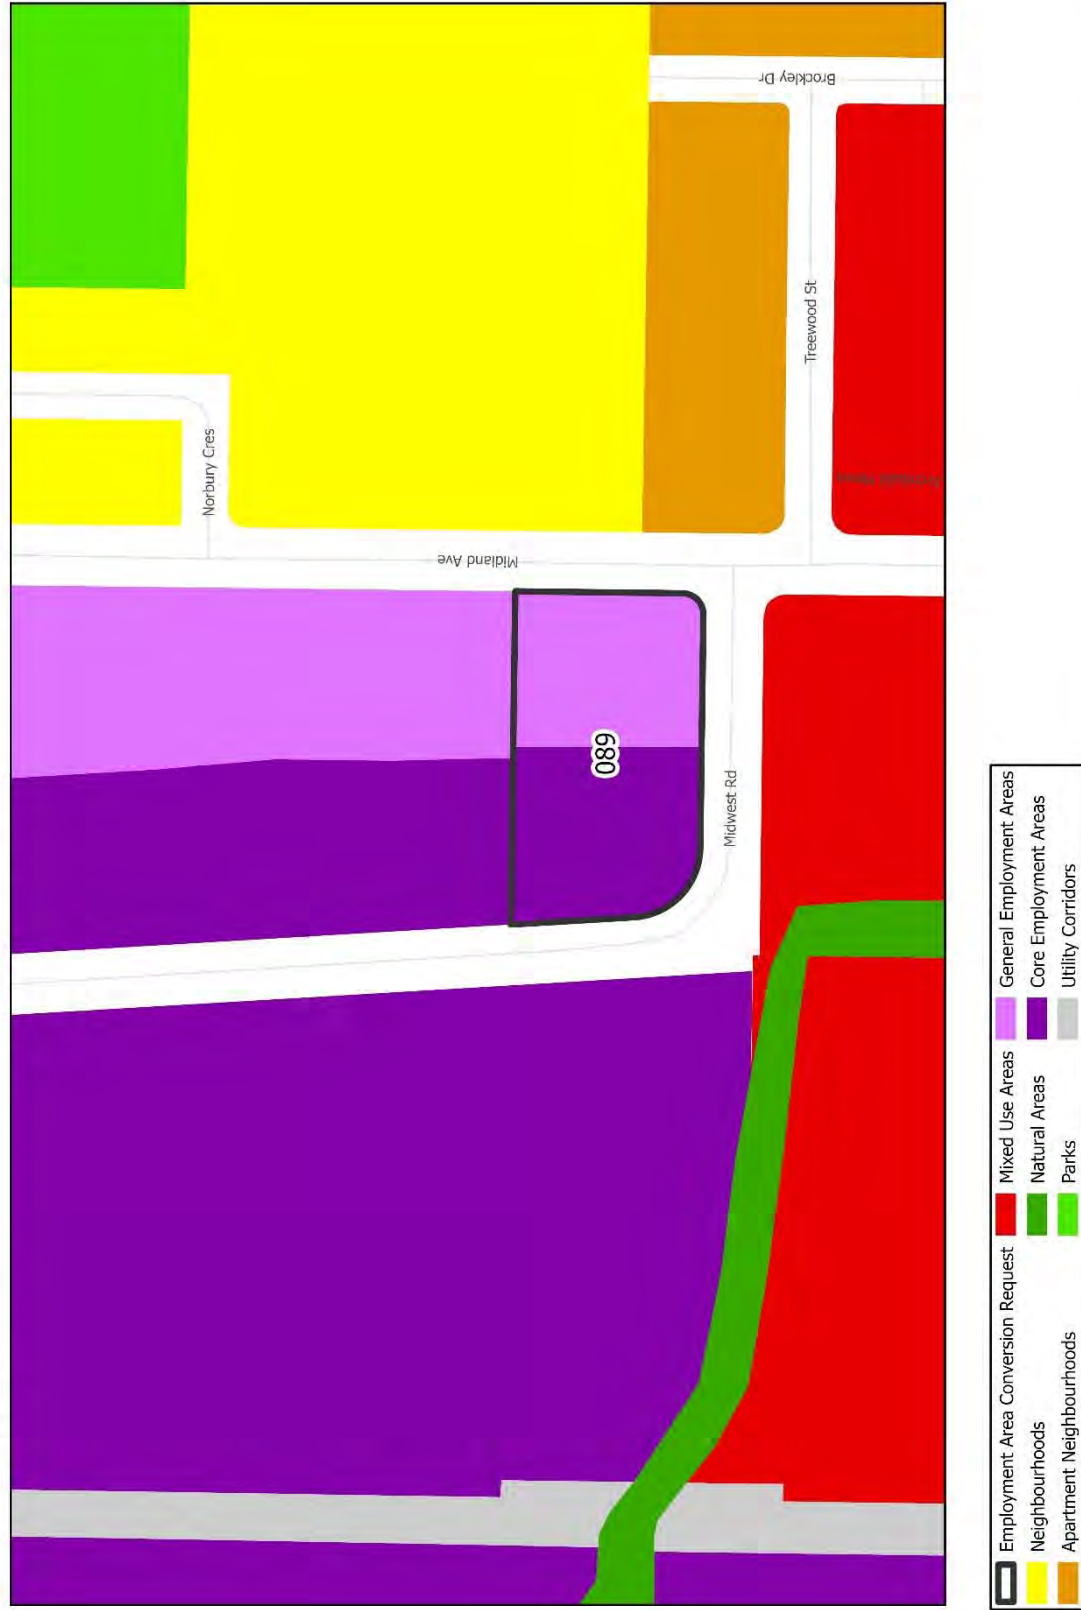 Brockley Dr
Treewood St
Norbury Cres
Midland Ave
089
Midwest Rd
Employment Area Conversion Request
Mixed Use Areas
General Employment Areas
Neighbourhoods
Natural Areas
Core Employment Areas
Apartment Neighbourhoods
Parks
Utility Corridors